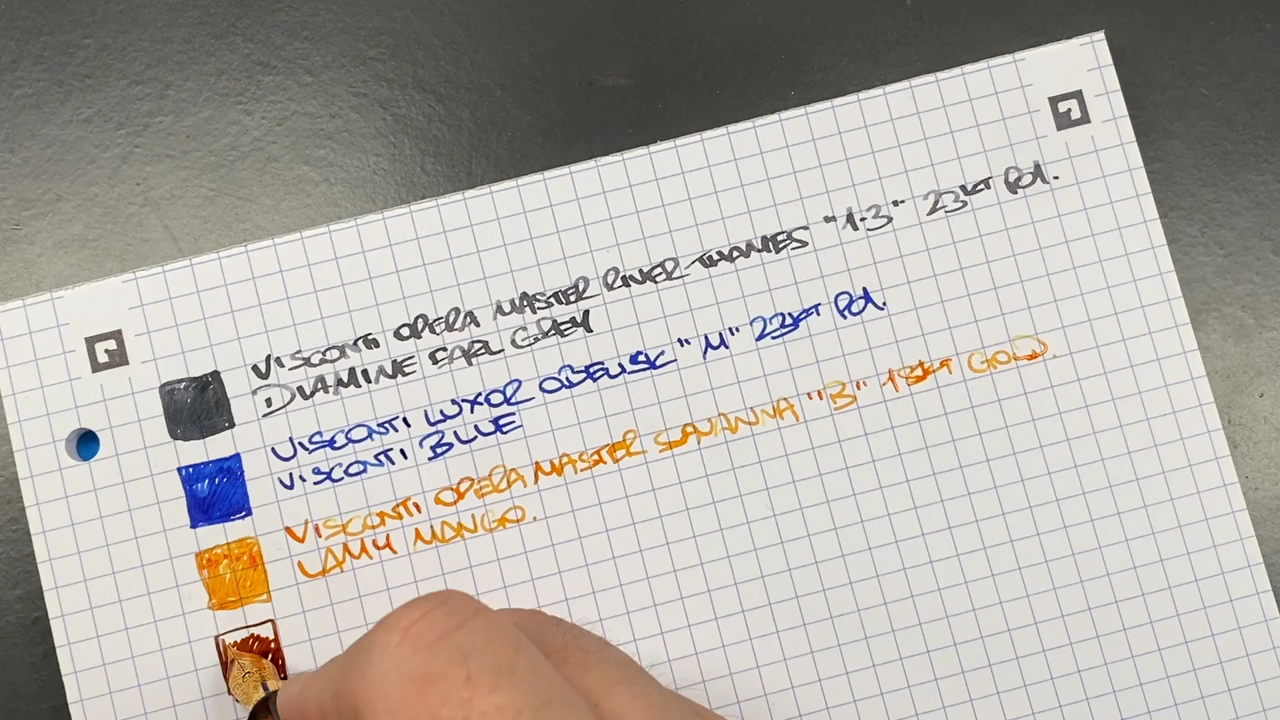 VISCONTI OPERA MASTER RIVER THAMES "1.3" 23KT Pd.
DIAMINE EARL GREY
VISCONTI LUXOR OBELISK "M" 23KT Pd.
VISCONTI BLUE
VISCONTI OPERA MASTER SAVANNA "B" 18KT GOLD.
LAMY MANGO.